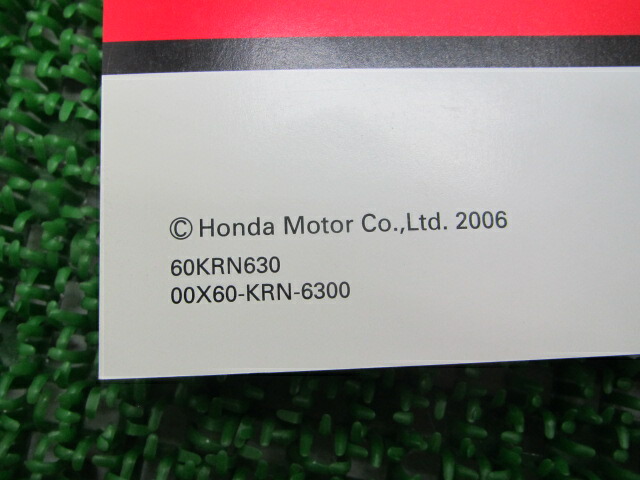 © Honda Motor Co.,Ltd. 2006
60KRN630
00X60-KRN-6300